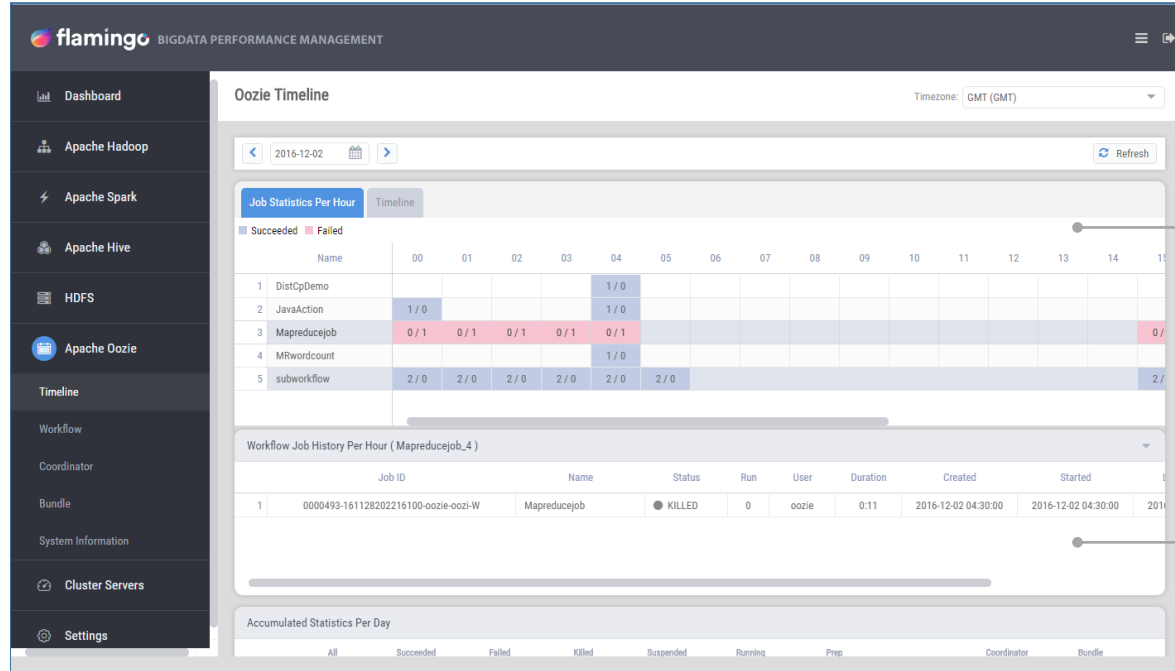 flamingo BIGDATA PERFORMANCE MANAGEMENT
Dashboard
Apache Hadoop
Apache Spark
Apache Hive
HDFS
Apache Oozie
Timeline
Workflow
Coordinator
Bundle
System Information
Cluster Servers
Settings
Oozie Timeline
Timezone: GMT (GMT)
2016-12-02
Refresh
Job Statistics Per Hour Timeline
Succeeded Failed
Name 00 01 02 03 04 05 06 07 08 09 10 11 12 13 14 15
1 DistCpDemo 1 / 0
2 JavaAction 1 / 0 1 / 0
3 Mapreducejob 0 / 1 0 / 1 0 / 1 0 / 1 0 / 1 0 /
4 MRwordcount 1 / 0
5 subworkflow 2 / 0 2 / 0 2 / 0 2 / 0 2 / 0 2 / 0 2 /
Workflow Job History Per Hour ( Mapreducejob_4 )
Job ID Name Status Run User Duration Created Started
1 0000493-161128202216100-oozie-oozi-W Mapreducejob KILLED 0 oozie 0:11 2016-12-02 04:30:00 2016-12-02 04:30:00 201
Accumulated Statistics Per Day
All Succeeded Failed Killed Suspended Running Prep Coordinator Bundle